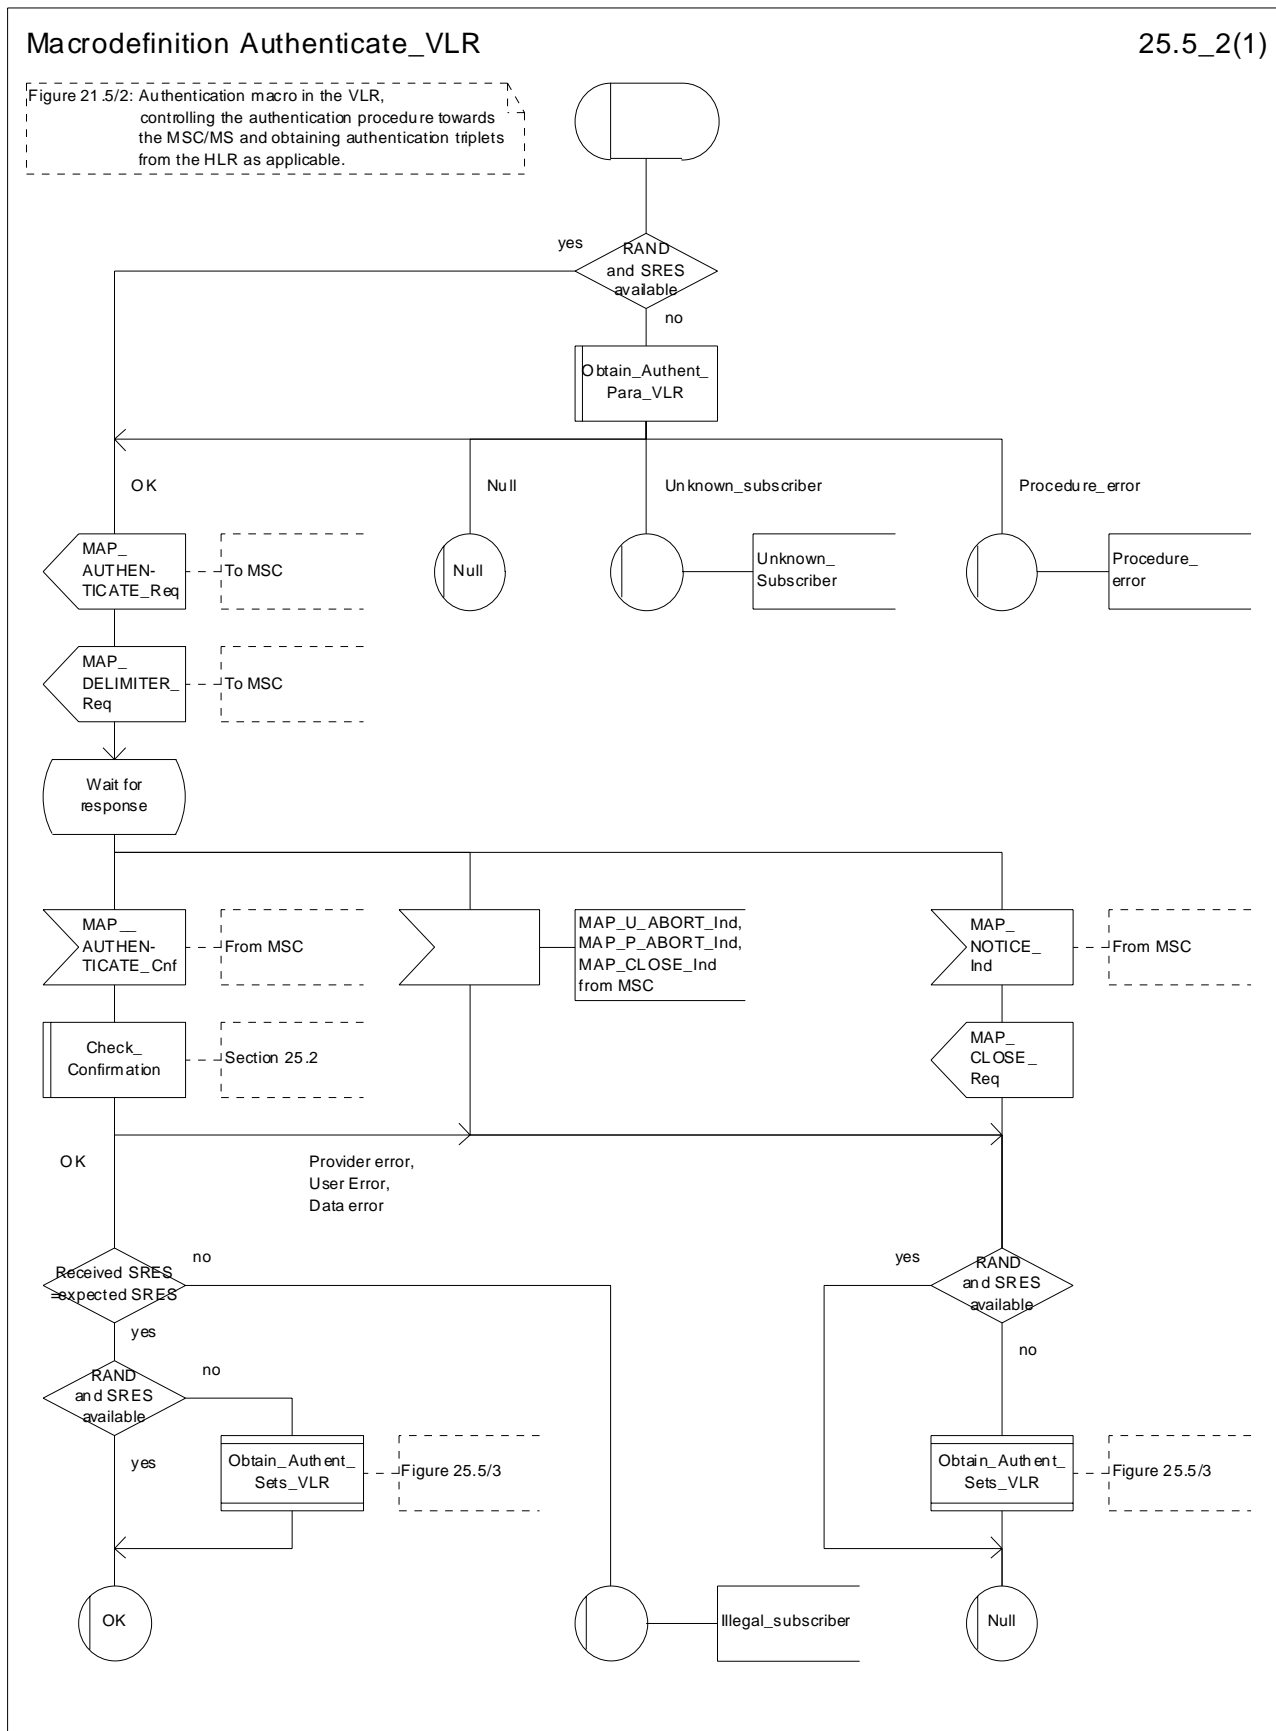 Macrodefinition Authenticate_VLR
25.5_2(1)
Figure 21.5/2: Authentication macro in the VLR,
controlling the authentication procedure towards
the MSC/MS and obtaining authentication triplets
from the HLR as applicable.
yes
RAND
and SRES
available
no
Obtain_Authent_
Para_VLR
OK
Null
Unknown_subscriber
Procedure_error
MAP_
AUTHEN-
TICATE_Req
To MSC
Null
Unknown_
Subscriber
Procedure_
error
MAP_
DELIMITER_
Req
To MSC
Wait for
response
MAP__
AUTHEN-
TICATE_Cnf
From MSC
MAP_U_ABORT_Ind,
MAP_P_ABORT_Ind,
MAP_CLOSE_Ind
from MSC
MAP_
NOTICE_
Ind
From MSC
Check_
Confirmation
Section 25.2
MAP_
CLOSE_
Req
OK
Provider error,
User Error,
Data error
Received SRES
=expected SRES
no
yes
yes
RAND
and SRES
available
no
RAND
and SRES
available
no
yes
Obtain_Authent_
Sets_VLR
Figure 25.5/3
Obtain_Authent_
Sets_VLR
Figure 25.5/3
OK
Illegal_subscriber
Null